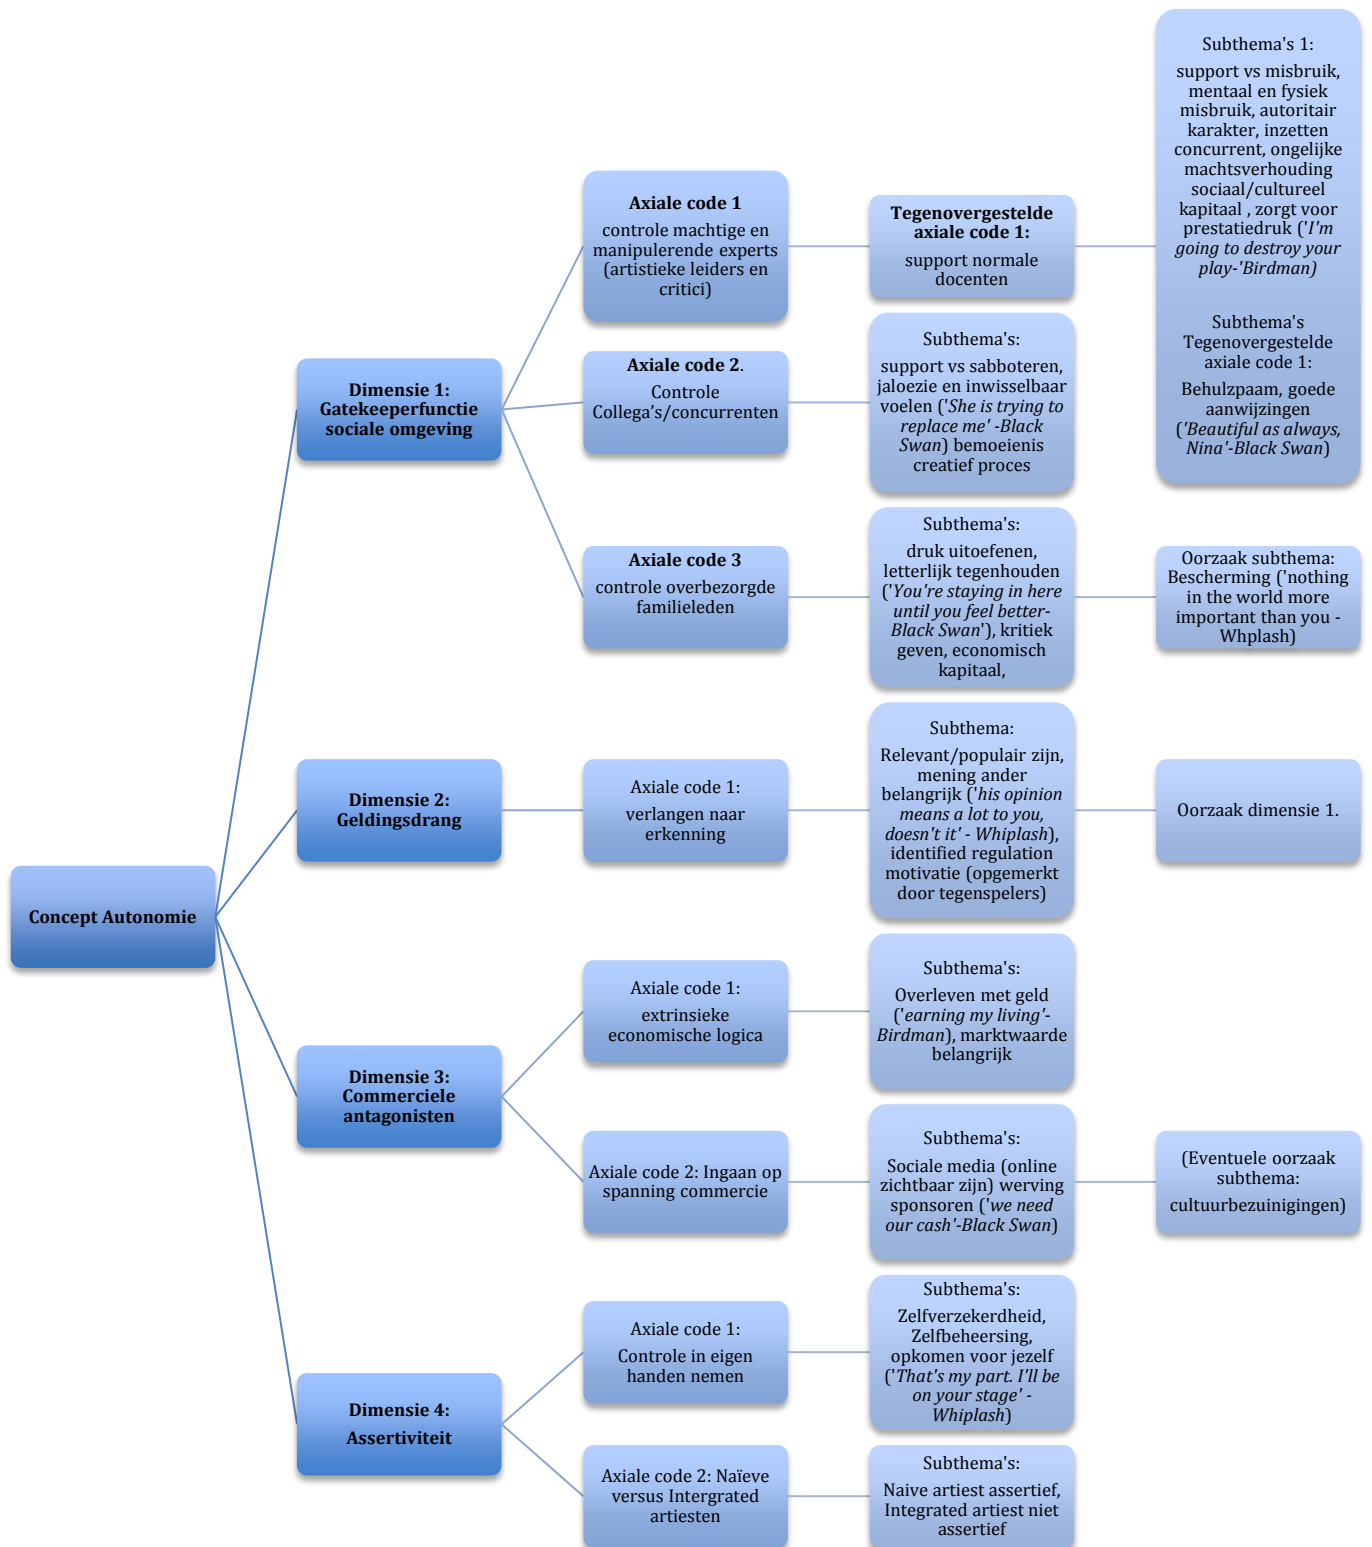 Concept Autonomie
Dimensie 1:
Gatekeeperfunctie
sociale omgeving
Axiale code 1
controle machtige en
manipulerende experts
(artistieke leiders en
critici)
Tegenovergestelde
axiale code 1:
support normale
docenten
Subthema's 1:
support vs misbruik,
mentaal en fysiek
misbruik, autoritair
karakter, inzetten
concurrent, ongelijke
machtsverhouding
sociaal/cultureel
kapitaal , zorgt voor
prestatiedruk ('I'm
going to destroy your
play-'Birdman)
Subthema's
Tegenovergestelde
axiale code 1:
Behulzpaam, goede
aanwijzingen
('Beautiful as always,
Nina'-Black Swan)
Axiale code 2.
Controle
Collega’s/concurrenten
Subthema's:
support vs sabboteren,
jaloezie en inwisselbaar
voelen ('She is trying to
replace me' -Black
Swan) bemoeienis
creatief proces
Axiale code 3
controle overbezorgde
familieleden
Subthema's:
druk uitoefenen,
letterlijk tegenhouden
('You're staying in here
until you feel better-
Black Swan'), kritiek
geven, economisch
kapitaal,
Oorzaak subthema:
Bescherming ('nothing
in the world more
important than you -
Whplash)
Dimensie 2:
Geldingsdrang
Axiale code 1:
verlangen naar
erkenning
Subthema:
Relevant/populair zijn,
mening ander
belangrijk ('his opinion
means a lot to you,
doesn't it' - Whiplash),
identified regulation
motivatie (opgemerkt
door tegenspelers)
Oorzaak dimensie 1.
Dimensie 3:
Commerciele
antagonisten
Axiale code 1:
extrinsieke
economische logica
Subthema's:
Overleven met geld
('earning my living'-
Birdman), marktwaarde
belangrijk
Axiale code 2: Ingaan op
spanning commercie
Subthema's:
Sociale media (online
zichtbaar zijn) werving
sponsoren ('we need
our cash'-Black Swan)
(Eventuele oorzaak
subthema:
cultuurbezuinigingen)
Dimensie 4:
Assertiviteit
Axiale code 1:
Controle in eigen
handen nemen
Subthema's:
Zelfverzekerdheid,
Zelfbeheersing,
opkomen voor jezelf
('That's my part. I'll be
on your stage' -
Whiplash)
Axiale code 2: Naïeve
versus Intergrated
artiesten
Subthema's:
Naive artiest assertief,
Integrated artiest niet
assertief